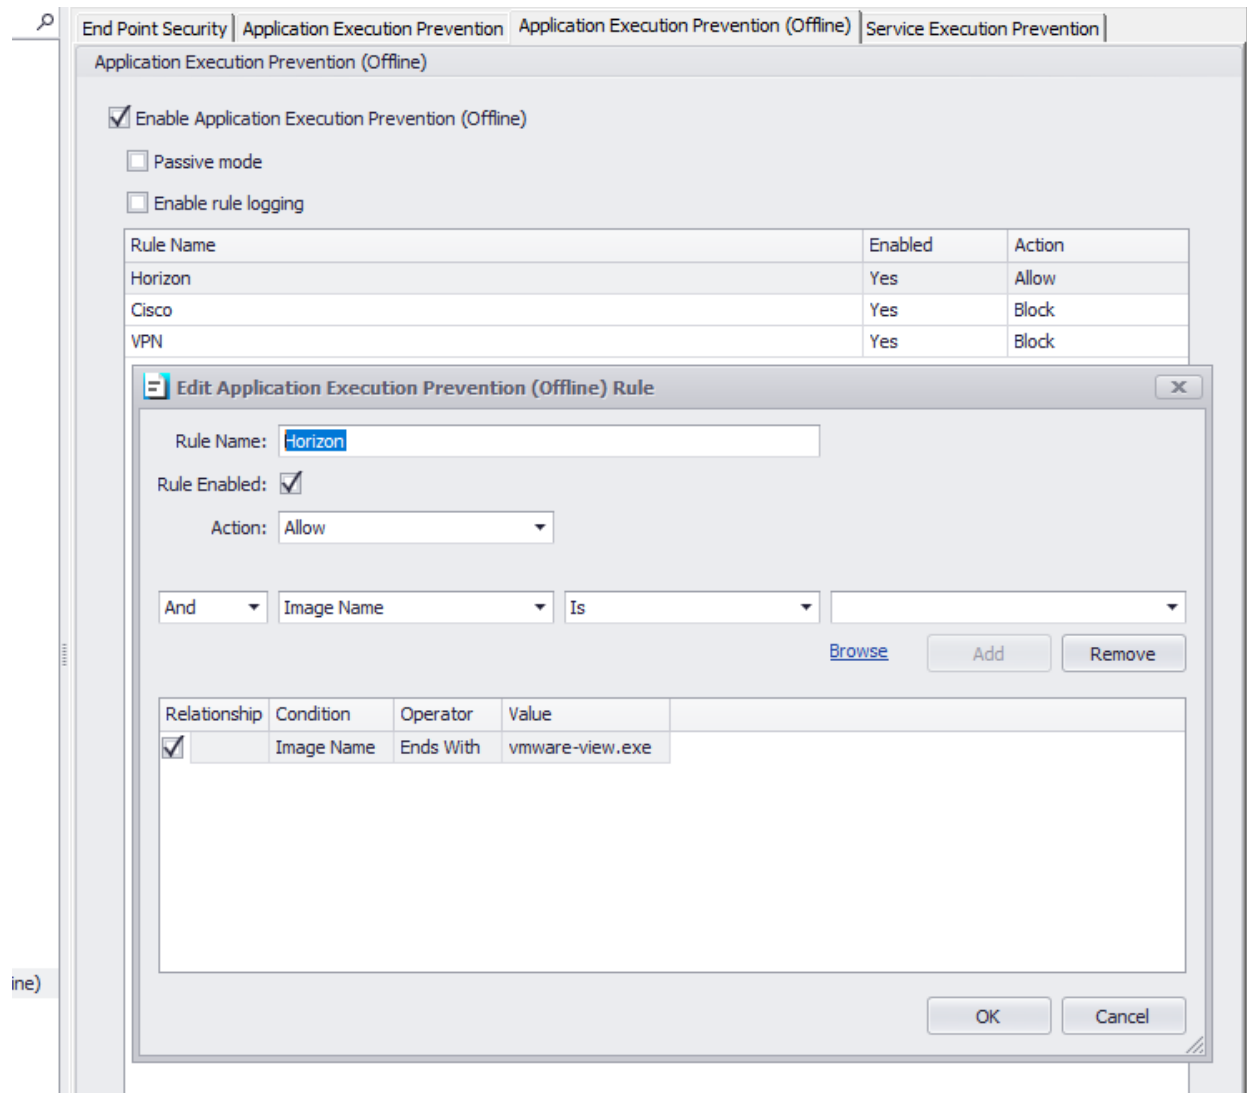 End Point Security Application Execution Prevention Application Execution Prevention (Offline) Service Execution Prevention
Application Execution Prevention (Offline)
Enable Application Execution Prevention (Offline)
Passive mode
Enable rule logging
Rule Name Enabled Action
Horizon Yes Allow
Cisco Yes Block
VPN Yes Block
Edit Application Execution Prevention (Offline) Rule
Rule Name: Horizon
Rule Enabled:
Action: Allow
And Image Name Is
Browse Add Remove
Relationship Condition Operator Value
Image Name Ends With vmware-view.exe
ine)
OK Cancel